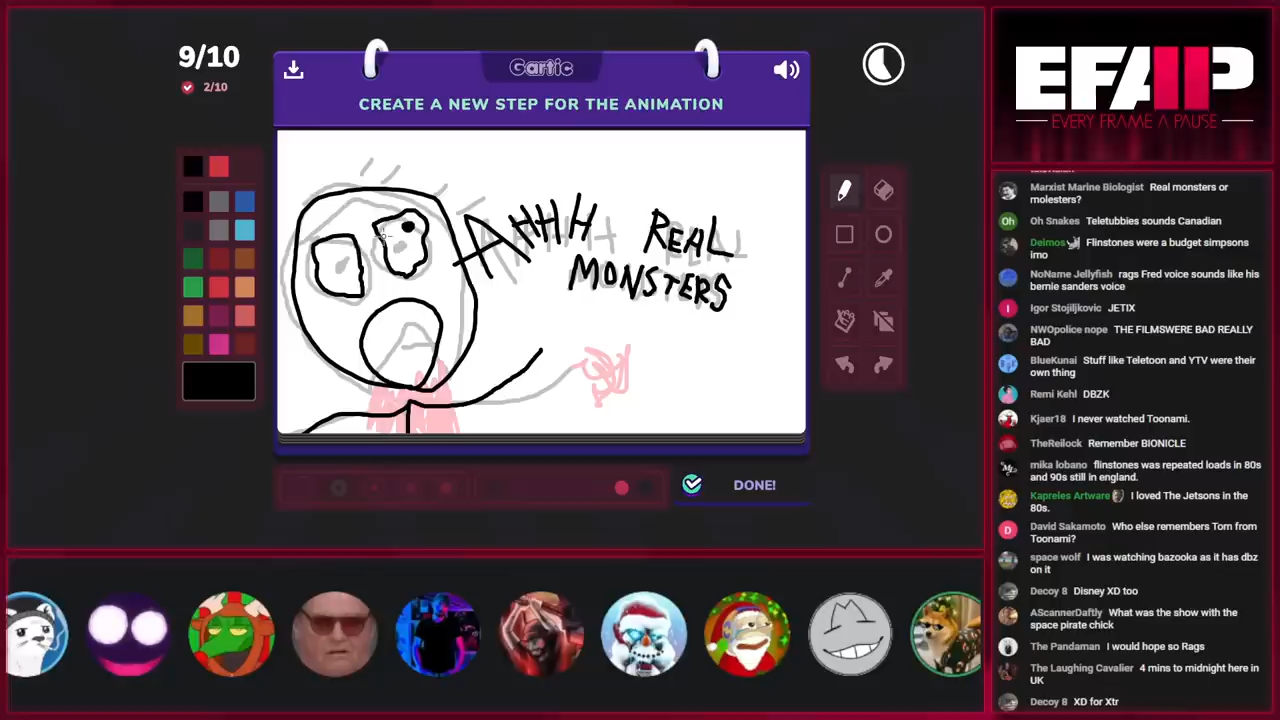 9/10
2/10
Gartic
CREATE A NEW STEP FOR THE ANIMATION
AHHH REAL
MONSTERS
DONE!
EFAP
EVERY FRAME A PAUSE
Marxist Marine Biologist Real monsters or
molesters?
Oh
Oh Snakes Teletubbies sound Canadian
Deimos Flinstones were a budget simpsons
imo
NoName Jellyfish rags Fred voice sounds like his
bernie sanders voice
I
Igor Stojiljkovic JETIX
NWOpolice nope THE FILMSWERE BAD REALLY
BAD
BlueKunai Stuff like Teletoon and YTV were their
own thing
Remi Kehl DBZK
Kjaer18 I never watched Toonami.
TheReilock Remember BIONICLE
mika lobano flinstones was repeated loads in 80s
and 90s still in england.
Kapreles Artware I loved The Jetsons in the
80s.
D
David Sakamoto Who else remembers Tom from
Toonami?
space wolf I was watching bazooka as it has dbz
on it
Decoy 8 Disney XD too
AScannerDaftly What was the show with the
space pirate chick
The Pandaman I would hope so Rags
The Laughing Cavalier 4 mins to midnight here in
UK
Decoy 8 XD for Xtr